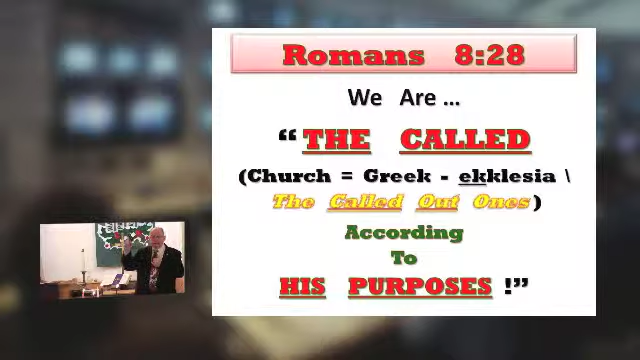 Romans 8:28
We Are ...
“THE CALLED
(Church = Greek - ekklesia \
The Called Out Ones)
According
To
HIS PURPOSES !”